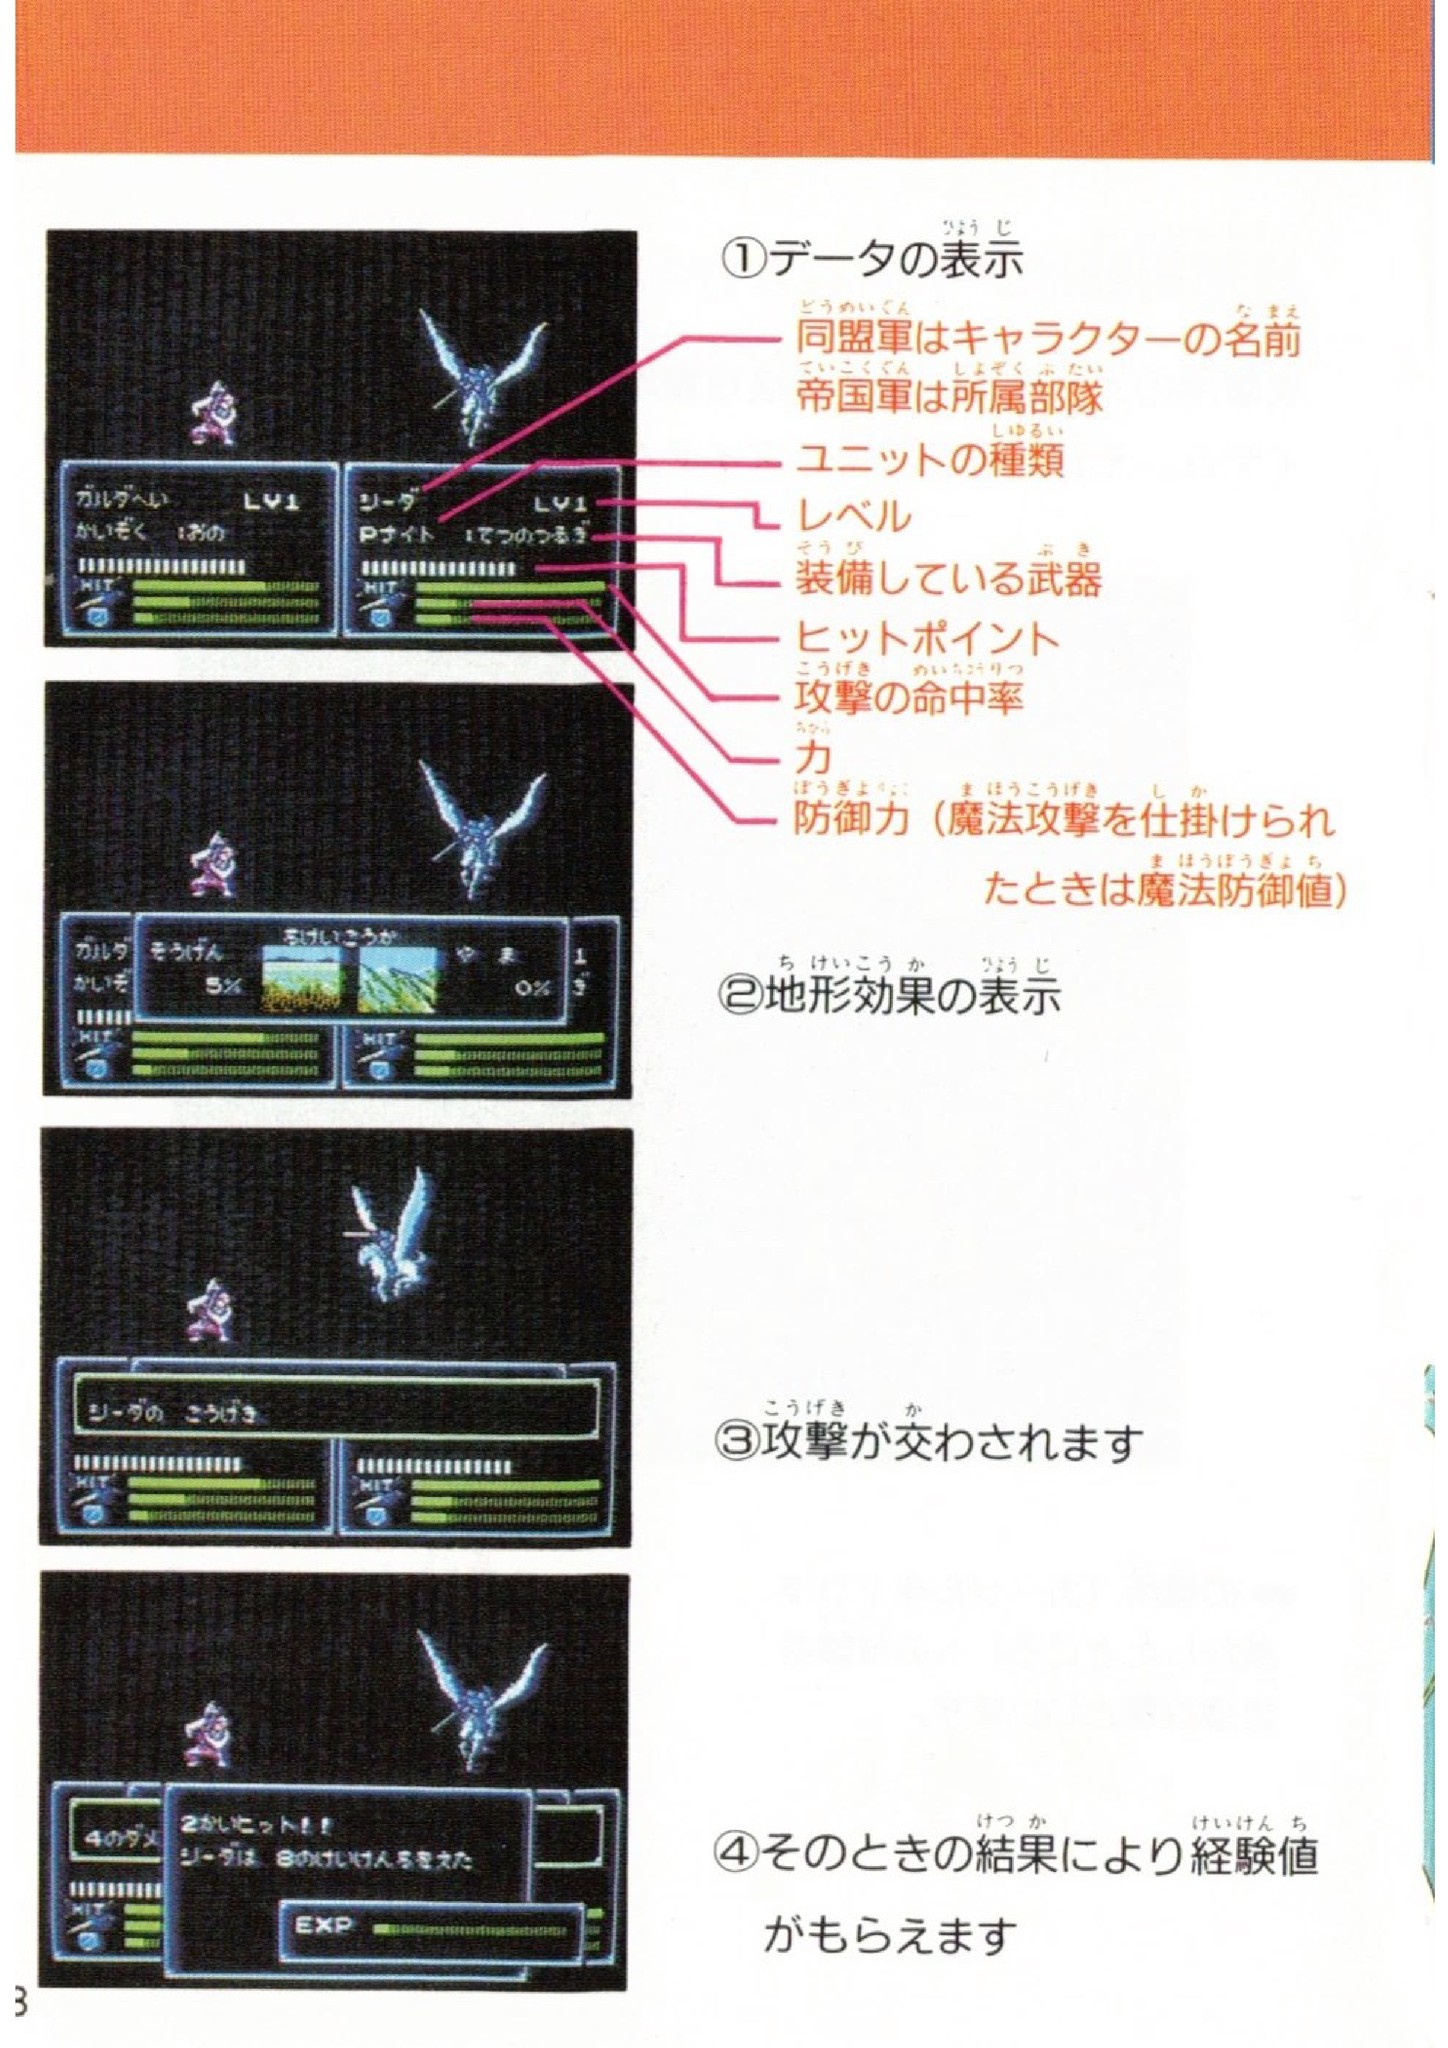 ①データの表示
同盟軍はキャラクターの名前
帝国軍は所属部隊
ユニットの種類
レベル
装備している武器
ヒットポイント
攻撃の命中率
力
防御力（魔法攻撃を仕掛けられ
たときは魔法防御値）
ガルダへい LV1
かいぞく :おの
HIT
シーダ LV1
Pナイト :てつのつるぎ
HIT
②地形効果の表示
ちけいこうか
ガルダ そうげん や ま 1
かいぞ 5% 0% ぎ
HIT HIT
③攻撃が交わされます
シーダの こうげき
HIT HIT
④そのときの結果により経験値
がもらえます
4のダメ
2かいヒット!!
シーダは 8のけいけんちをえた
HIT
EXP
8